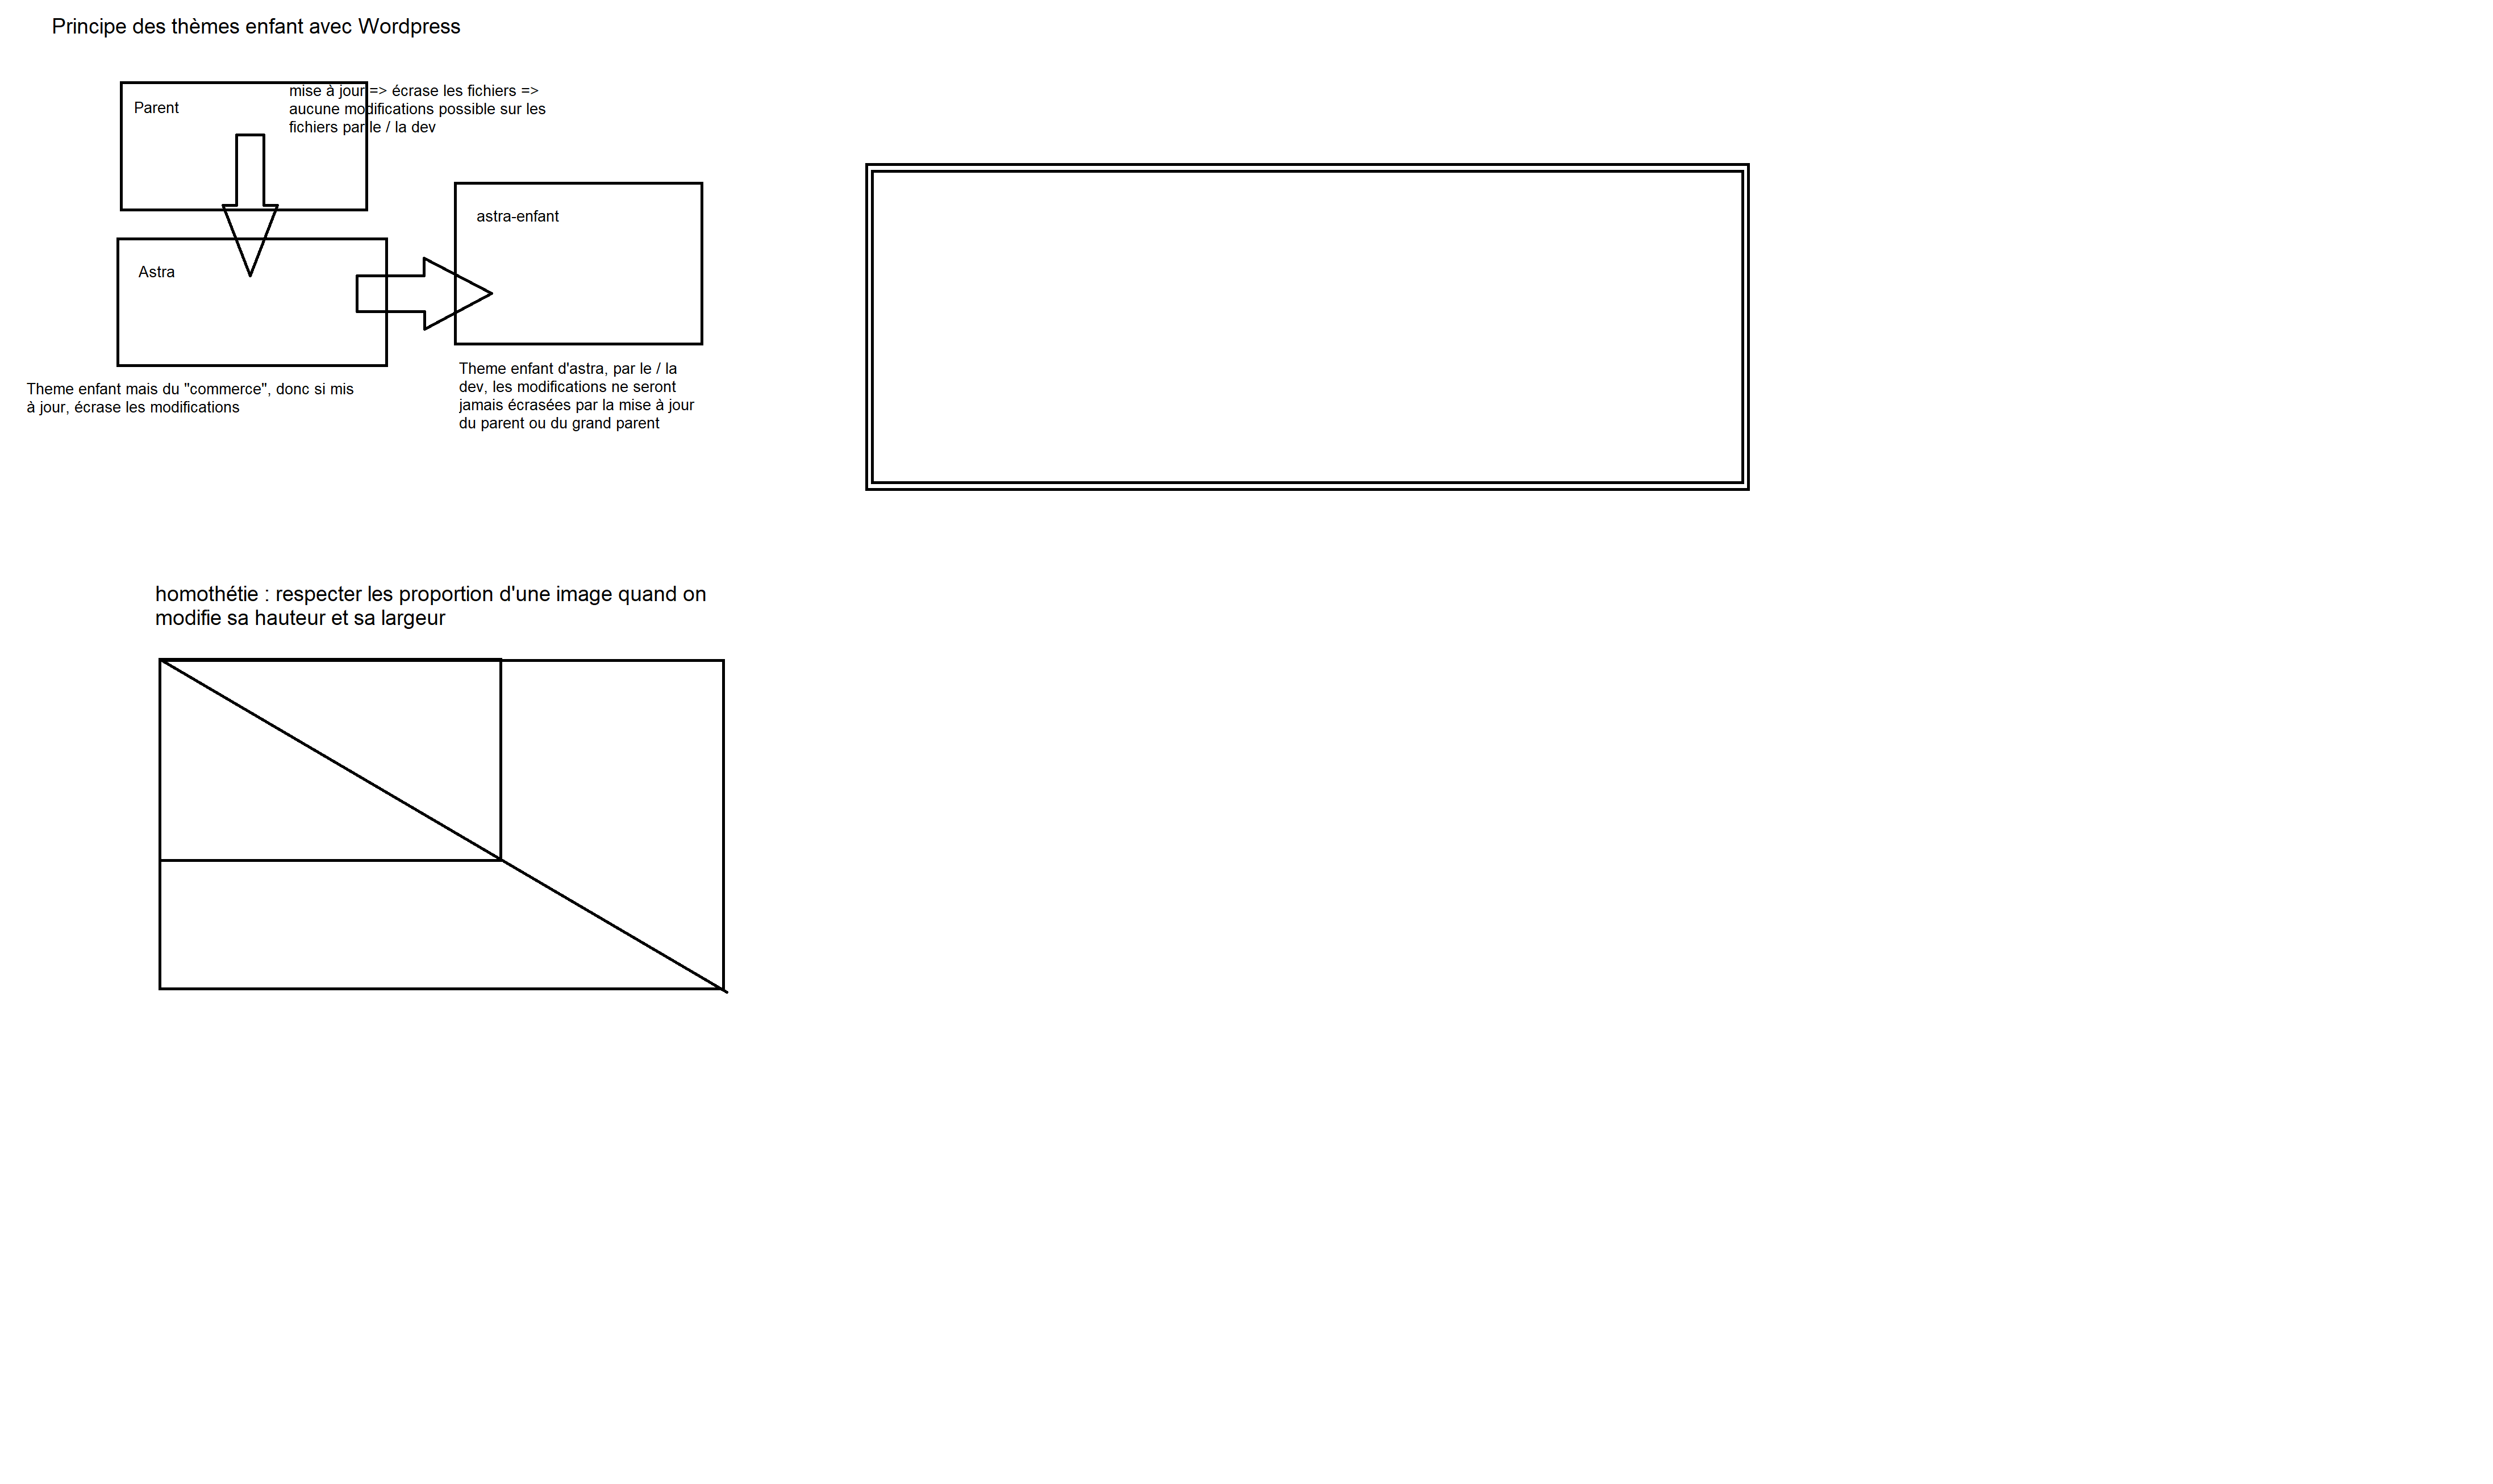 Principe des thèmes enfant avec Wordpress
Parent
mise à jour => écrase les fichiers =>
aucune modifications possible sur les
fichiers par le / la dev
astra-enfant
Astra
Theme enfant mais du "commerce", donc si mis
à jour, écrase les modifications
Theme enfant d'astra, par le / la
dev, les modifications ne seront
jamais écrasées par la mise à jour
du parent ou du grand parent
homothétie : respecter les proportion d'une image quand on
modifie sa hauteur et sa largeur